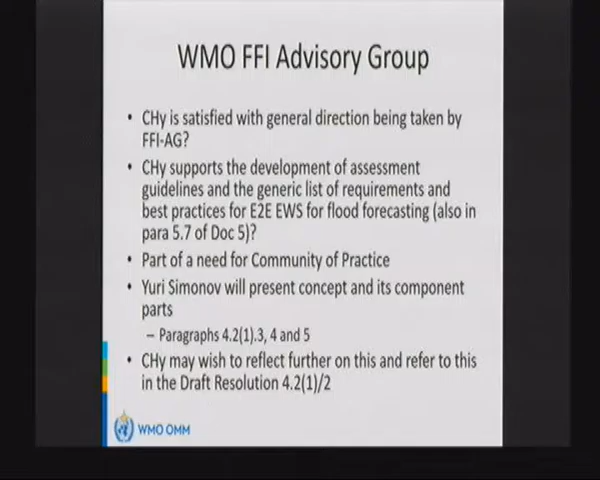 WMO FFI Advisory Group
• CHy is satisfied with general direction being taken by
FFI-AG?
• CHy supports the development of assessment
guidelines and the generic list of requirements and
best practices for E2E EWS for flood forecasting (also in
para 5.7 of Doc 5)?
• Part of a need for Community of Practice
• Yuri Simonov will present concept and its component
parts
– Paragraphs 4.2(1).3, 4 and 5
• CHy may wish to reflect further on this and refer to this
in the Draft Resolution 4.2(1)/2
WMO OMM